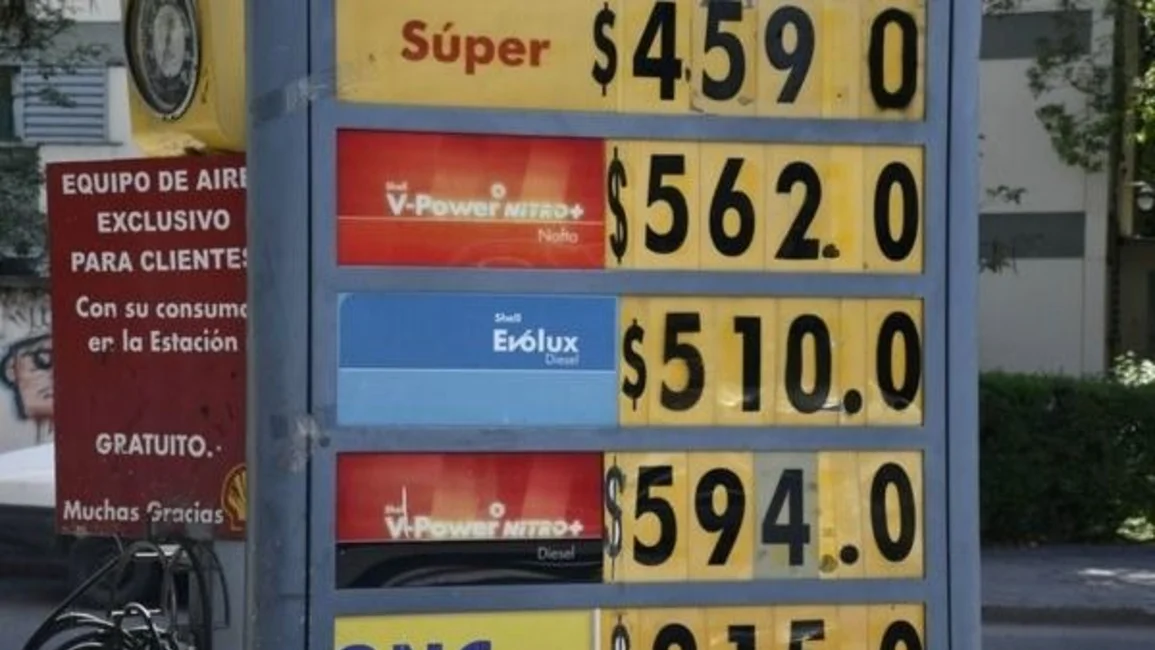 Súper $459 0
Shell
V-Power NITRO+ $562.0
Nafta
Shell
Evolux $510.0
Diesel
Shell
V-Power NITRO+ $594.0
Diesel
EQUIPO DE AIRE
EXCLUSIVO
PARA CLIENTES
Con su consumo
en la Estación
GRATUITO.-
Muchas Gracias